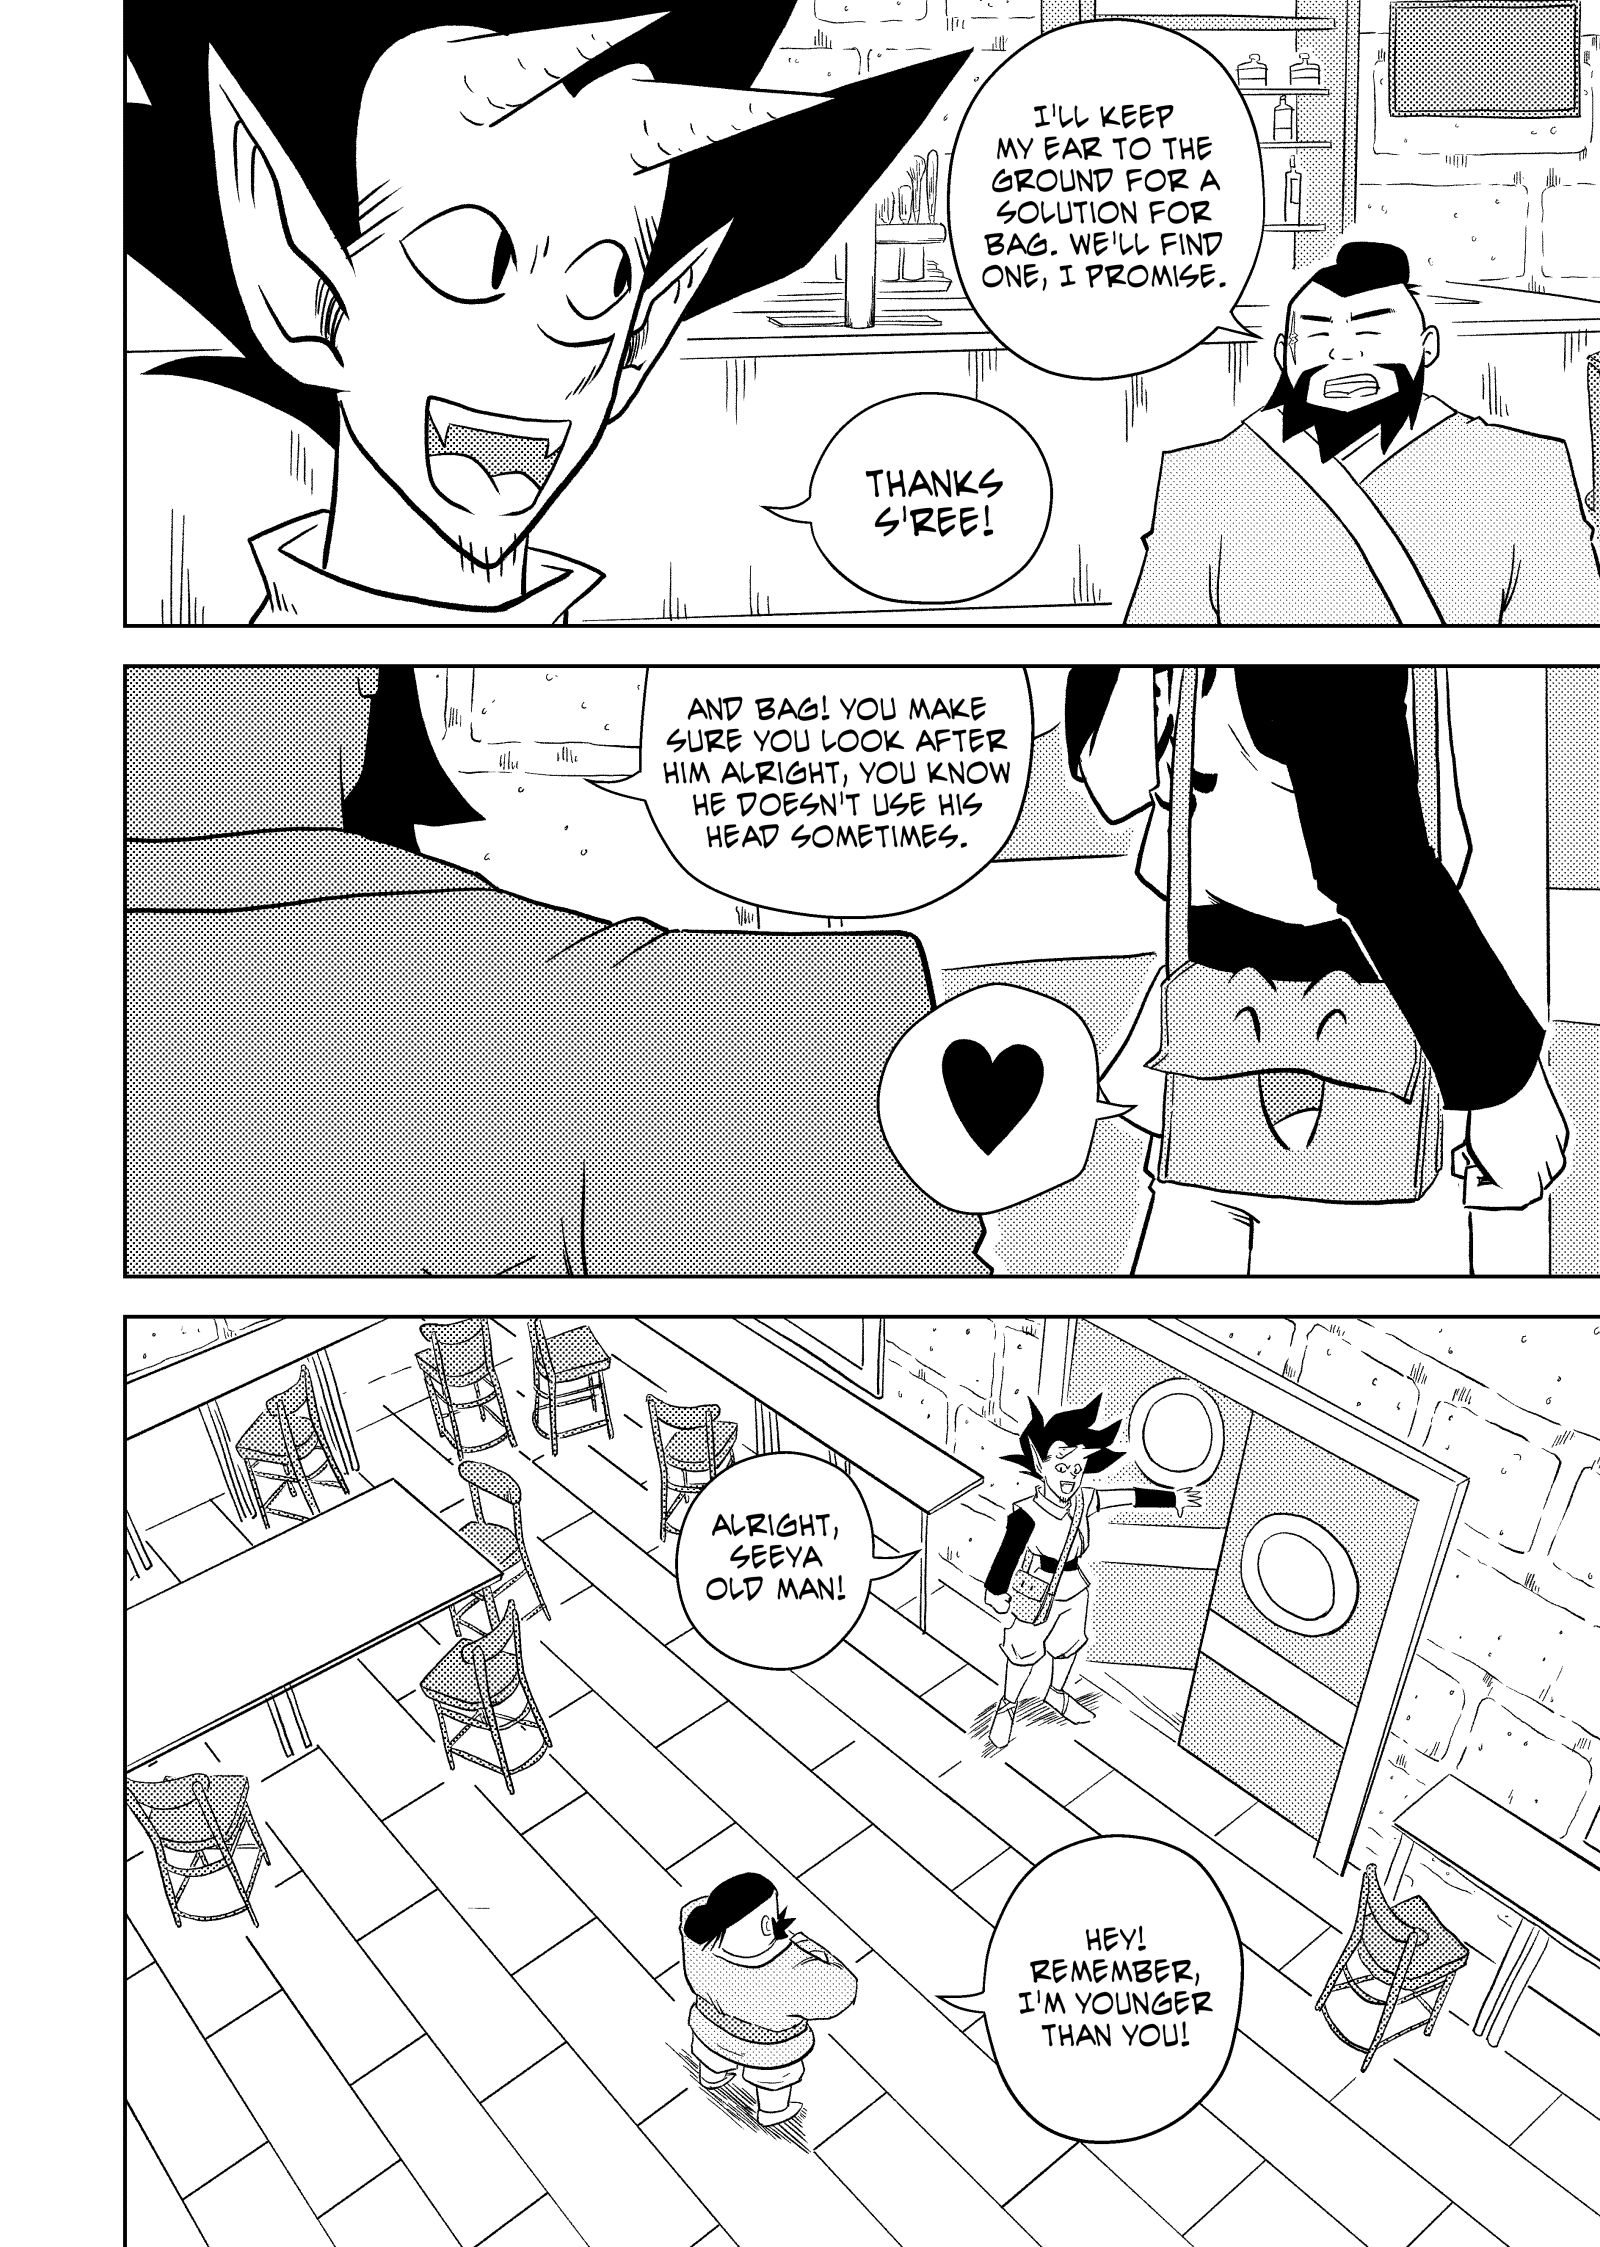 I'LL KEEP
MY EAR TO THE
GROUND FOR A
SOLUTION FOR
BAG. WE'LL FIND
ONE, I PROMISE.
THANKS
S'REE!
AND BAG! YOU MAKE
SURE YOU LOOK AFTER
HIM ALRIGHT, YOU KNOW
HE DOESN'T USE HIS
HEAD SOMETIMES.
ALRIGHT,
SEEYA
OLD MAN!
HEY!
REMEMBER,
I'M YOUNGER
THAN YOU!